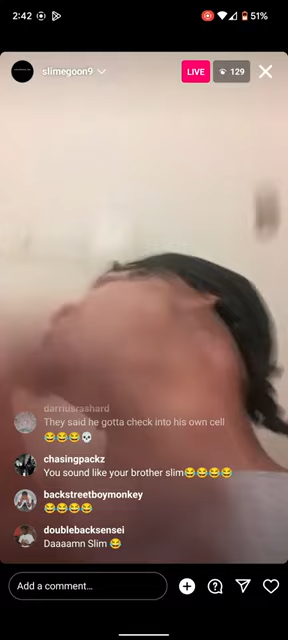 2:42
51%
slimegoon9
LIVE
129
darriusrashard
They said he gotta check into his own cell
😂😂😂💀
chasingpackz
You sound like your brother slim😂😂😂😂
backstreetboymonkey
😂😂😂😂
doublebacksensei
Daaaamn Slim 😂
Add a comment…